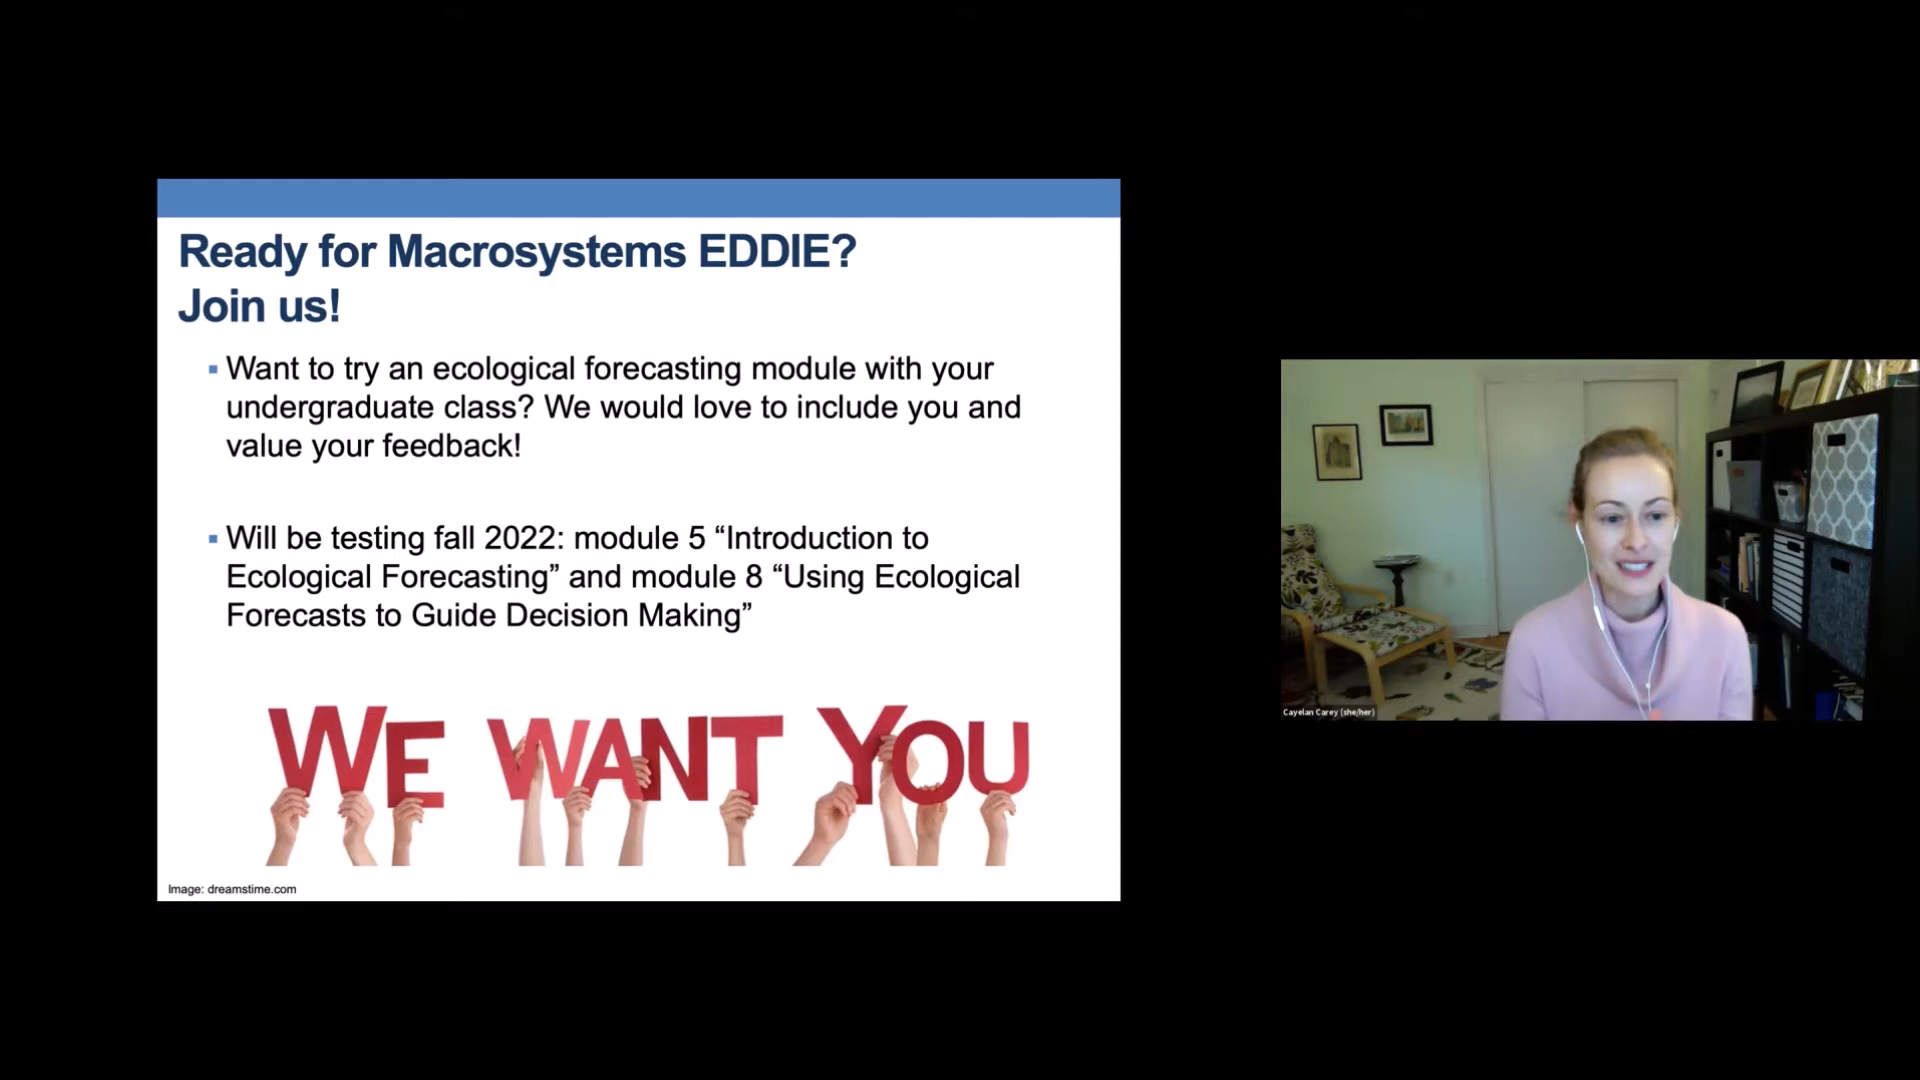 Ready for Macrosystems EDDIE?
Join us!
▪ Want to try an ecological forecasting module with your
undergraduate class? We would love to include you and
value your feedback!
▪ Will be testing fall 2022: module 5 “Introduction to
Ecological Forecasting” and module 8 “Using Ecological
Forecasts to Guide Decision Making”
WE WANT YOU
Image: dreamstime.com
Cayelan Carey (she/her)